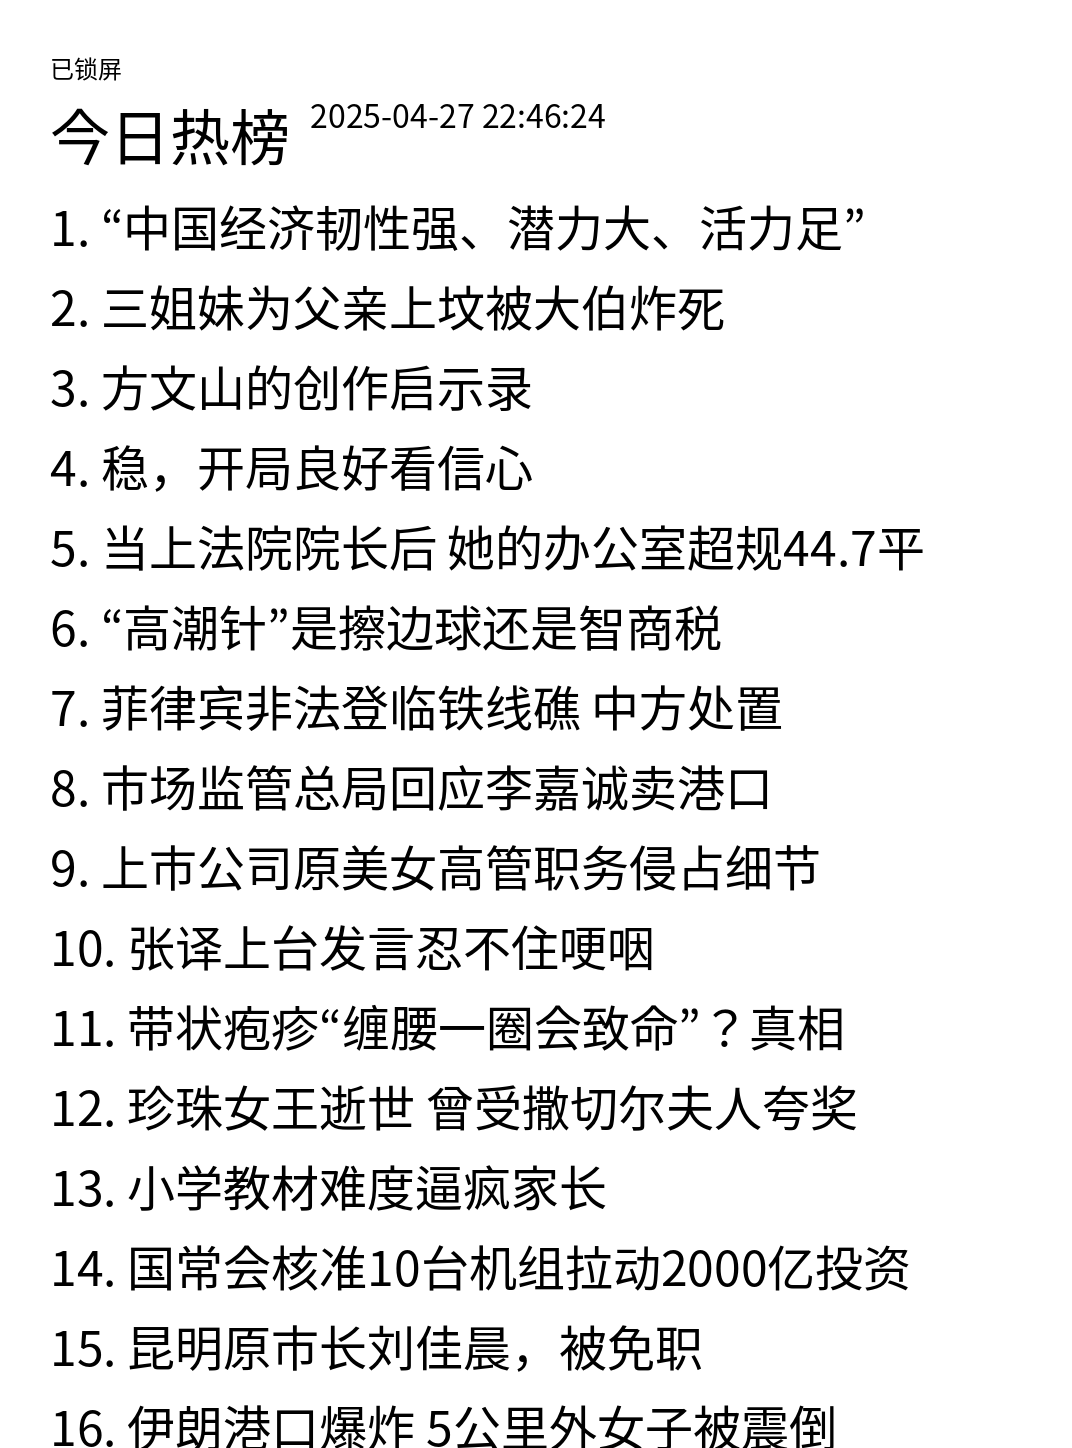 已锁屏
今日热榜 2025-04-27 22:46:24
1. “中国经济韧性强、潜力大、活力足”
2. 三姐妹为父亲上坟被大伯炸死
3. 方文山的创作启示录
4. 稳，开局良好看信心
5. 当上法院院长后 她的办公室超规44.7平
6. “高潮针”是擦边球还是智商税
7. 菲律宾非法登临铁线礁 中方处置
8. 市场监管总局回应李嘉诚卖港口
9. 上市公司原美女高管职务侵占细节
10. 张译上台发言忍不住哽咽
11. 带状疱疹“缠腰一圈会致命”？真相
12. 珍珠女王逝世 曾受撒切尔夫人夸奖
13. 小学教材难度逼疯家长
14. 国常会核准10台机组拉动2000亿投资
15. 昆明原市长刘佳晨，被免职
16. 伊朗港口爆炸 5公里外女子被震倒